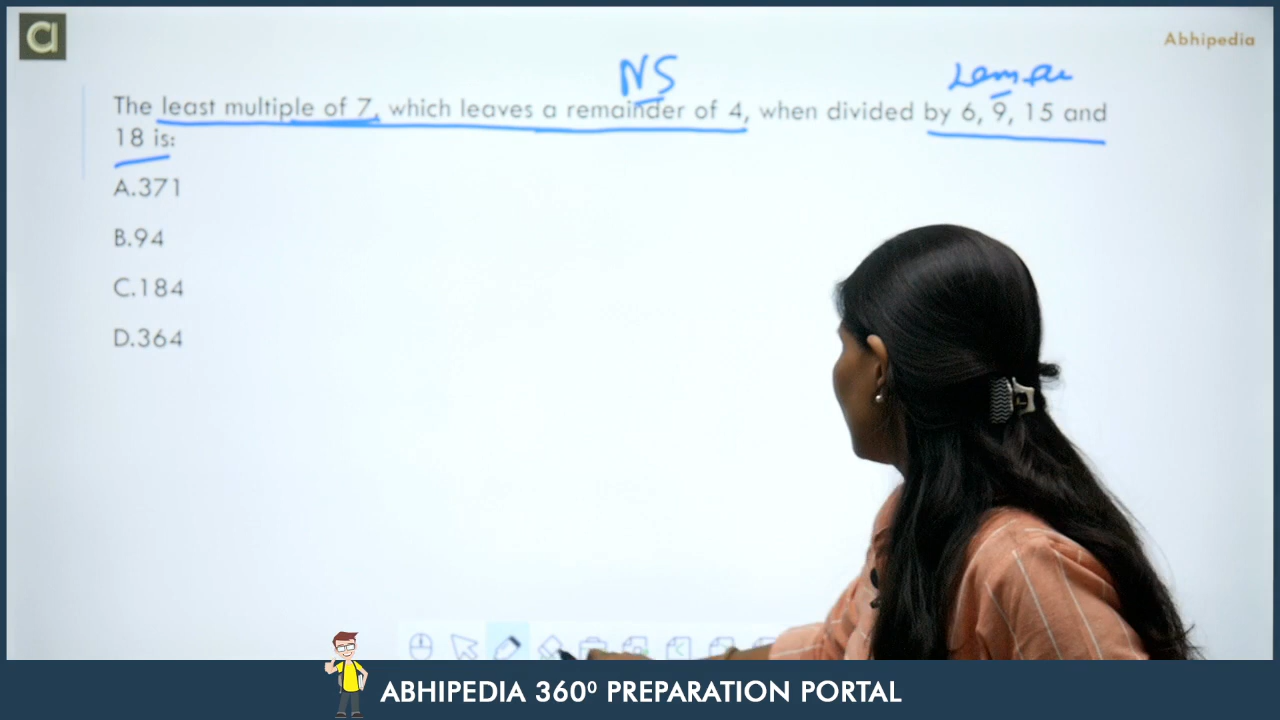 Abhipedia
NS
The least multiple of 7, which leaves a remainder of 4, when divided by 6, 9, 15 and
18 is:
A.371
B.94
C.184
D.364
ABHIPEDIA 360⁰ PREPARATION PORTAL